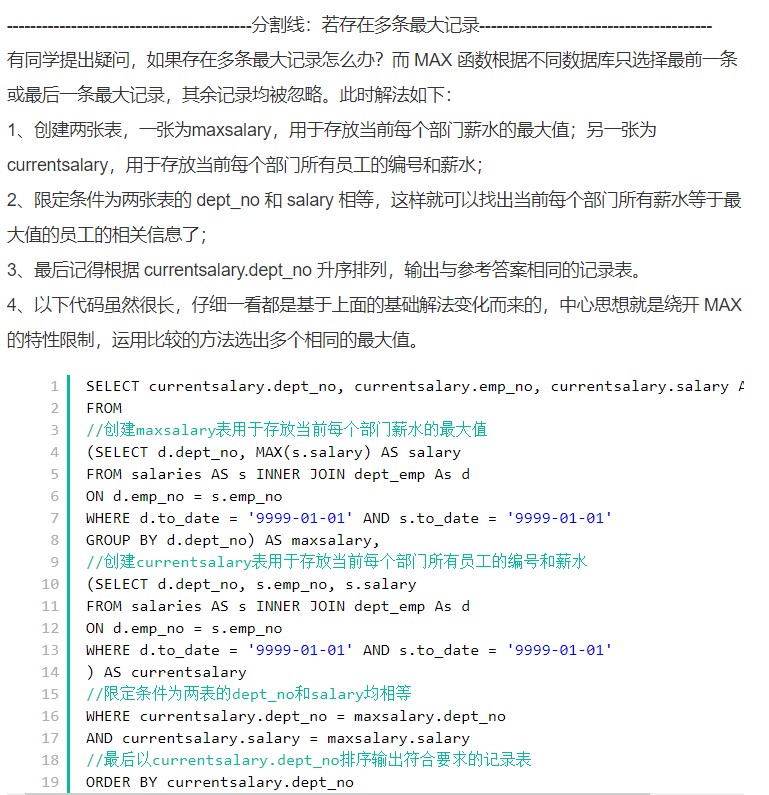 -----------------------------------------分割线：若存在多条最大记录---------------------------------------
有同学提出疑问，如果存在多条最大记录怎么办？而 MAX 函数根据不同数据库只选择最前一条
或最后一条最大记录，其余记录均被忽略。此时解法如下：
1、创建两张表，一张为maxsalary，用于存放当前每个部门薪水的最大值；另一张为
currentsalary，用于存放当前每个部门所有员工的编号和薪水；
2、限定条件为两张表的 dept_no 和 salary 相等，这样就可以找出当前每个部门所有薪水等于最
大值的员工的相关信息了；
3、最后记得根据 currentsalary.dept_no 升序排列，输出与参考答案相同的记录表。
4、以下代码虽然很长，仔细一看都是基于上面的基础解法变化而来的，中心思想就是绕开 MAX
的特性限制，运用比较的方法选出多个相同的最大值。
1 SELECT currentsalary.dept_no, currentsalary.emp_no, currentsalary.salary A
2 FROM
3 //创建maxsalary表用于存放当前每个部门薪水的最大值
4 (SELECT d.dept_no, MAX(s.salary) AS salary
5 FROM salaries AS s INNER JOIN dept_emp As d
6 ON d.emp_no = s.emp_no
7 WHERE d.to_date = '9999-01-01' AND s.to_date = '9999-01-01'
8 GROUP BY d.dept_no) AS maxsalary,
9 //创建currentsalary表用于存放当前每个部门所有员工的编号和薪水
10 (SELECT d.dept_no, s.emp_no, s.salary
11 FROM salaries AS s INNER JOIN dept_emp As d
12 ON d.emp_no = s.emp_no
13 WHERE d.to_date = '9999-01-01' AND s.to_date = '9999-01-01'
14 ) AS currentsalary
15 //限定条件为两表的dept_no和salary均相等
16 WHERE currentsalary.dept_no = maxsalary.dept_no
17 AND currentsalary.salary = maxsalary.salary
18 //最后以currentsalary.dept_no排序输出符合要求的记录表
19 ORDER BY currentsalary.dept_no